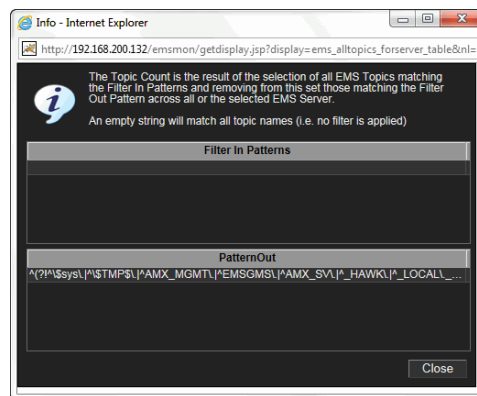 Info - Internet Explorer
http://192.168.200.132/emsmon/getdisplay.jsp?display=ems_alltopics_forserver_table&nl=
The Topic Count is the result of the selection of all EMS Topics matching
the Filter In Patterns and removing from this set those matching the Filter
Out Pattern across all or the selected EMS Server.
An empty string will match all topic names (i.e. no filter is applied)
Filter In Patterns
PatternOut
^(?!^\$sys\.|^\$TMP$\.|^AMX_MGMT\.|^EMSGMS\.|^AMX_SV\.|^_HAWK\.|^_LOCAL\._...
Close